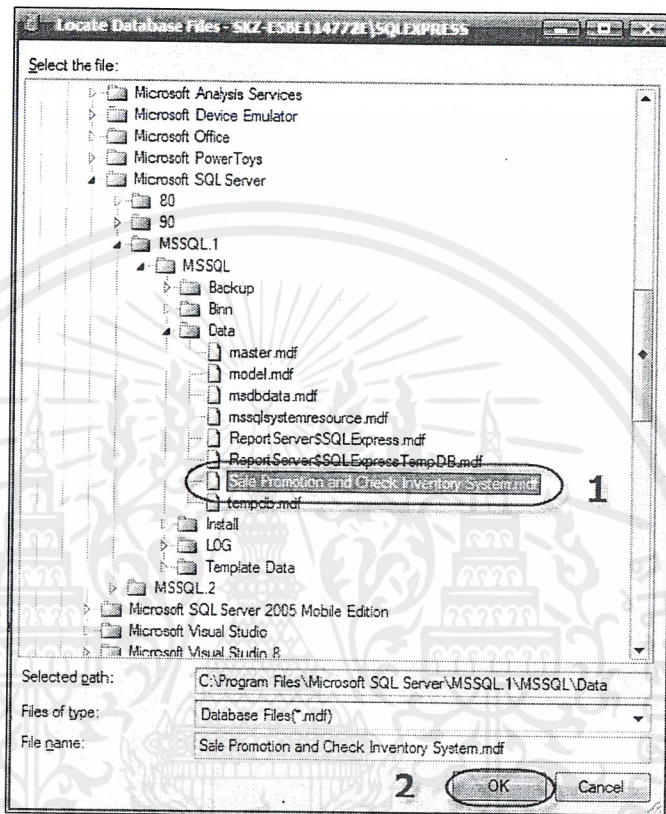 Locate Database Files - SKZ-E5BE114772E\SQLEXPRESS
Select the file:
Microsoft Analysis Services
Microsoft Device Emulator
Microsoft Office
Microsoft PowerToys
Microsoft SQL Server
80
90
MSSQL.1
MSSQL
Backup
Binn
Data
master.mdf
model.mdf
msdbdata.mdf
mssqlsystemresource.mdf
ReportServer$SQLExpress.mdf
ReportServer$SQLExpressTempDB.mdf
Sale Promotion and Check Inventory System.mdf 1
tempdb.mdf
Install
LOG
Template Data
MSSQL.2
Microsoft SQL Server 2005 Mobile Edition
Microsoft Visual Studio
Microsoft Visual Studio 8
Selected path: C:\Program Files\Microsoft SQL Server\MSSQL.1\MSSQL\Data
Files of type: Database Files(*.mdf)
File name: Sale Promotion and Check Inventory System.mdf
2 OK Cancel